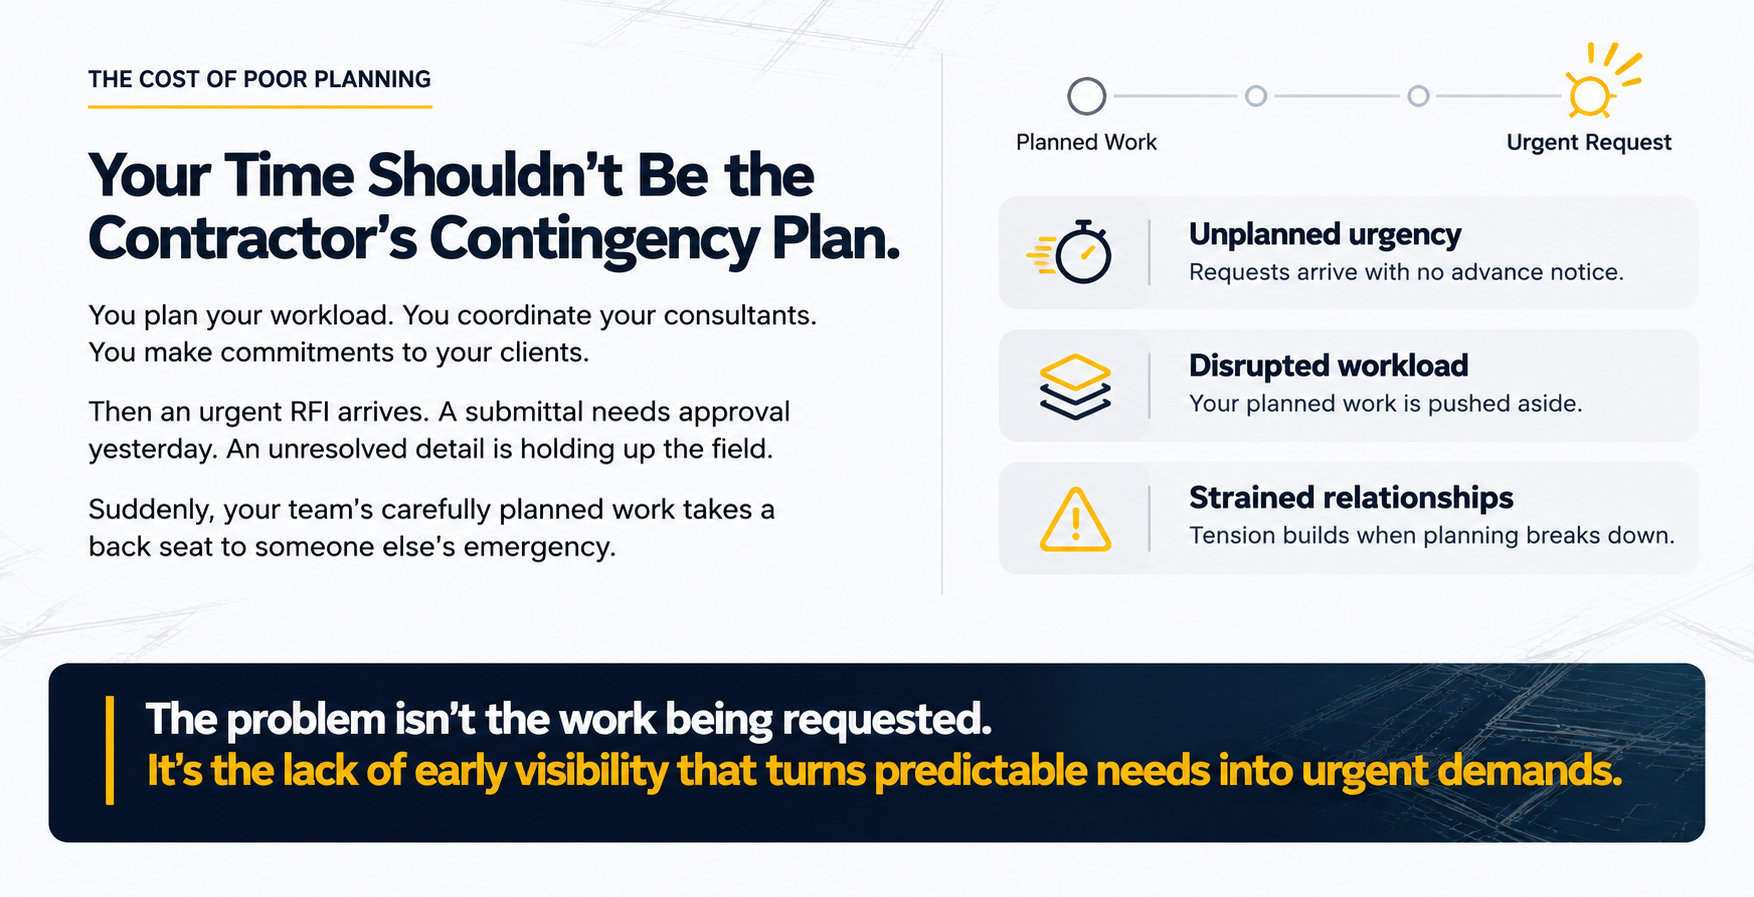 THE COST OF POOR PLANNING
Your Time Shouldn’t Be the
Contractor’s Contingency Plan.
You plan your workload. You coordinate your consultants.
You make commitments to your clients.
Then an urgent RFI arrives. A submittal needs approval
yesterday. An unresolved detail is holding up the field.
Suddenly, your team’s carefully planned work takes a
back seat to someone else’s emergency.
Planned Work
Urgent Request
Unplanned urgency
Requests arrive with no advance notice.
Disrupted workload
Your planned work is pushed aside.
Strained relationships
Tension builds when planning breaks down.
The problem isn’t the work being requested.
It’s the lack of early visibility that turns predictable needs into urgent demands.